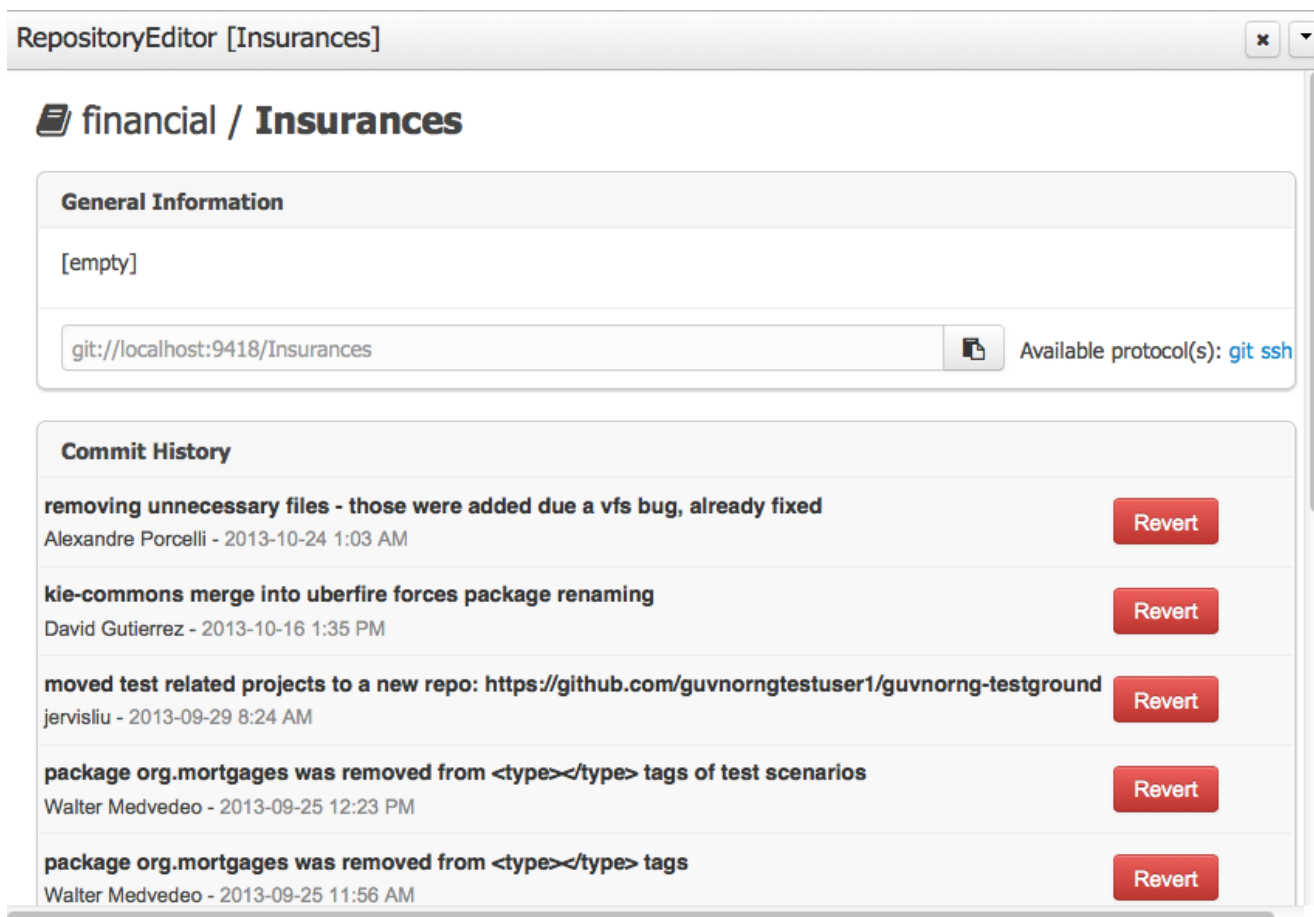 RepositoryEditor [Insurances]
financial / Insurances
General Information
[empty]
git://localhost:9418/Insurances
Available protocol(s): git ssh
Commit History
removing unnecessary files - those were added due a vfs bug, already fixed
Alexandre Porcelli - 2013-10-24 1:03 AM
Revert
kie-commons merge into uberfire forces package renaming
David Gutierrez - 2013-10-16 1:35 PM
Revert
moved test related projects to a new repo: https://github.com/guvnorngtestuser1/guvnorng-testground
jervisliu - 2013-09-29 8:24 AM
Revert
package org.mortgages was removed from <type></type> tags of test scenarios
Walter Medvedeo - 2013-09-25 12:23 PM
Revert
package org.mortgages was removed from <type></type> tags
Walter Medvedeo - 2013-09-25 11:56 AM
Revert